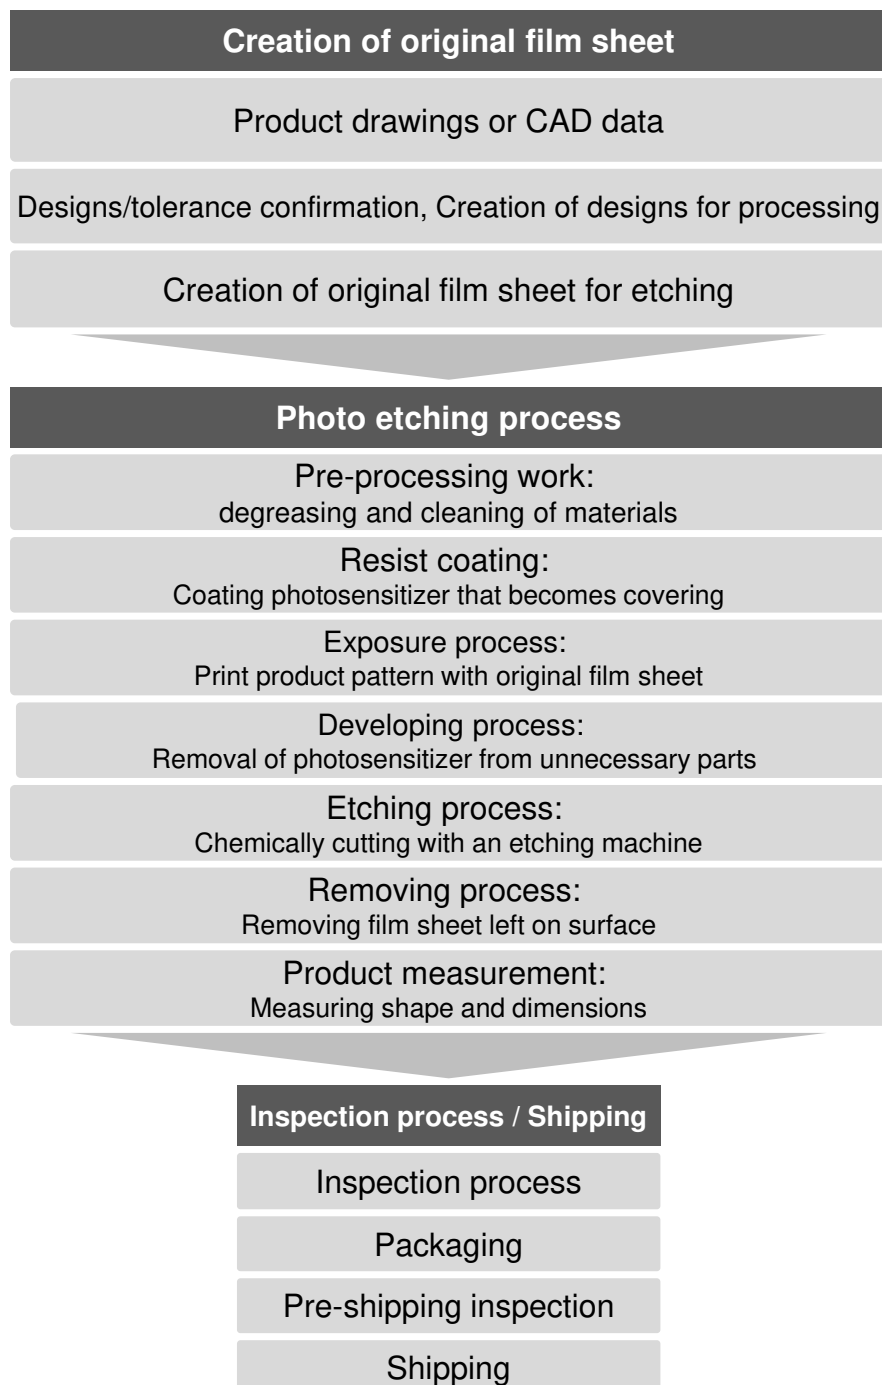 Creation of original film sheet
Product drawings or CAD data
Designs/tolerance confirmation, Creation of designs for processing
Creation of original film sheet for etching
Photo etching process
Pre-processing work:
degreasing and cleaning of materials
Resist coating:
Coating photosensitizer that becomes covering
Exposure process:
Print product pattern with original film sheet
Developing process:
Removal of photosensitizer from unnecessary parts
Etching process:
Chemically cutting with an etching machine
Removing process:
Removing film sheet left on surface
Product measurement:
Measuring shape and dimensions
Inspection process / Shipping
Inspection process
Packaging
Pre-shipping inspection
Shipping